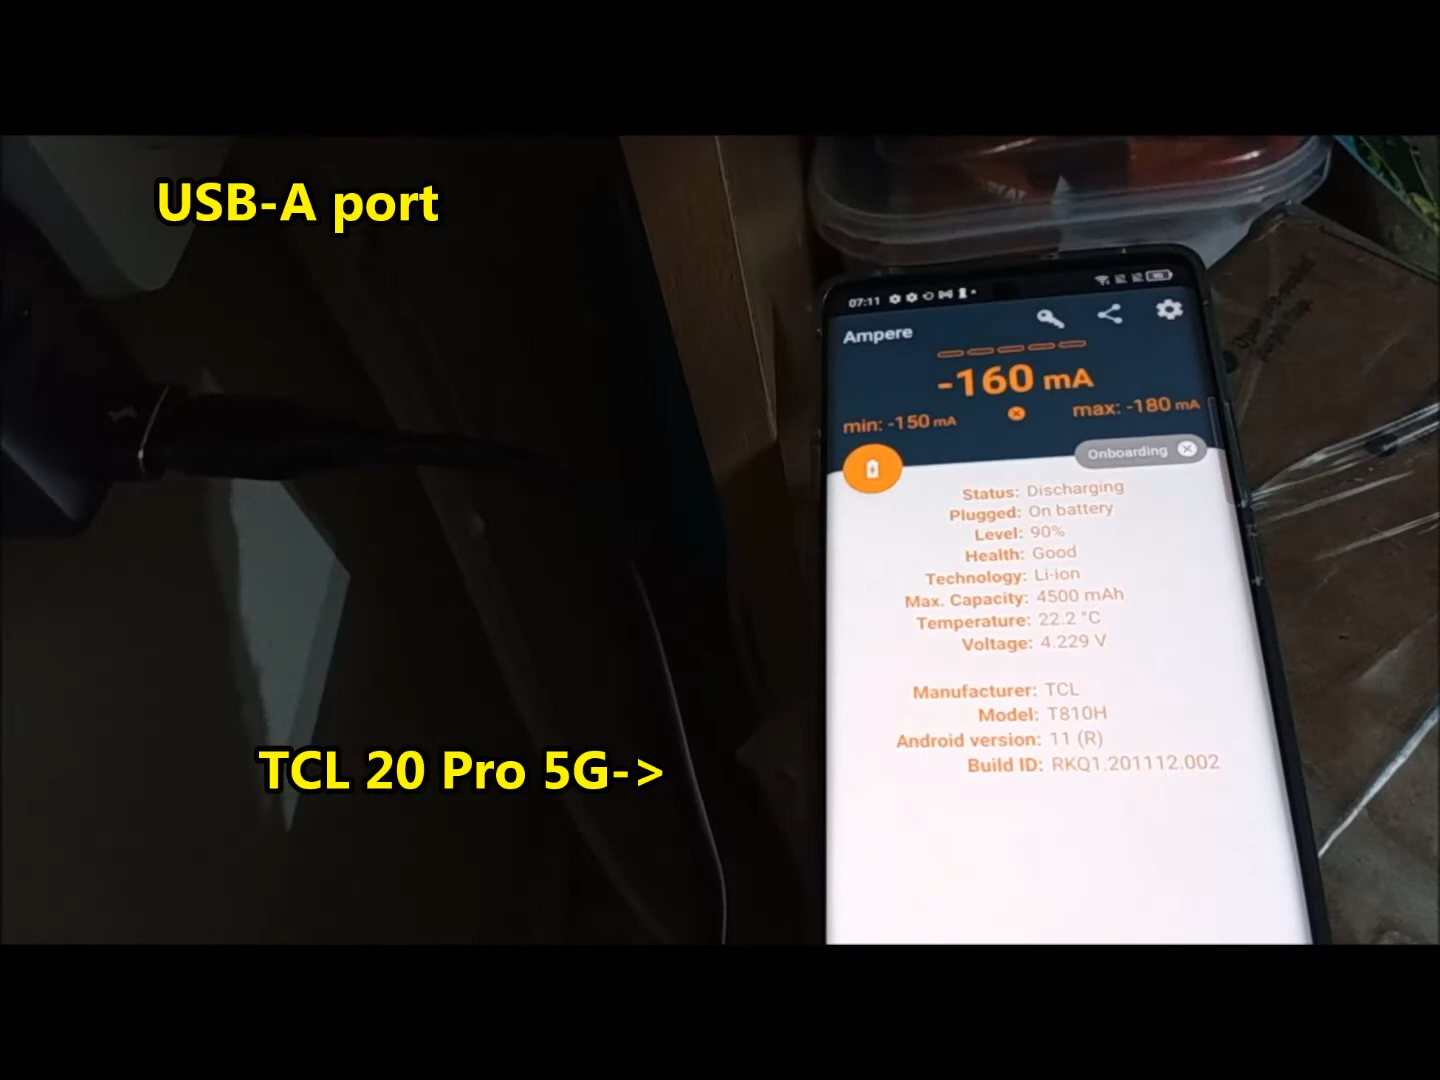 USB-A port
07:11
Ampere
-160 mA
min: -150 mA
max: -180 mA
Onboarding
Status: Discharging
Plugged: On battery
Level: 90%
Health: Good
Technology: Li-ion
Max. Capacity: 4500 mAh
Temperature: 22.2 °C
Voltage: 4.229 V
Manufacturer: TCL
Model: T810H
Android version: 11 (R)
Build ID: RKQ1.201112.002
TCL 20 Pro 5G->